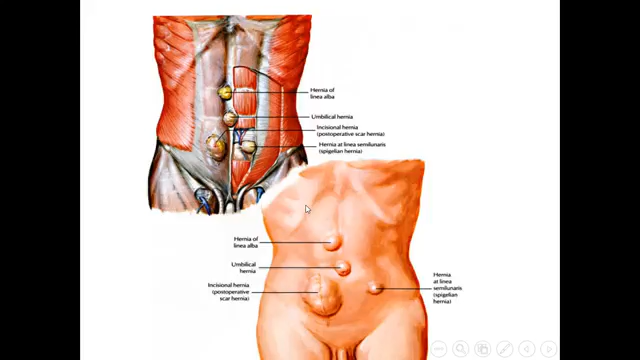 Hernia of
linea alba
Umbilical hernia
Incisional hernia
(postoperative scar hernia)
Hernia at linea semilunaris
(spigelian hernia)
Hernia of
linea alba
Umbilical
hernia
Incisional hernia
(postoperative
scar hernia)
Hernia
at linea
semilunaris
(spigelian
hernia)